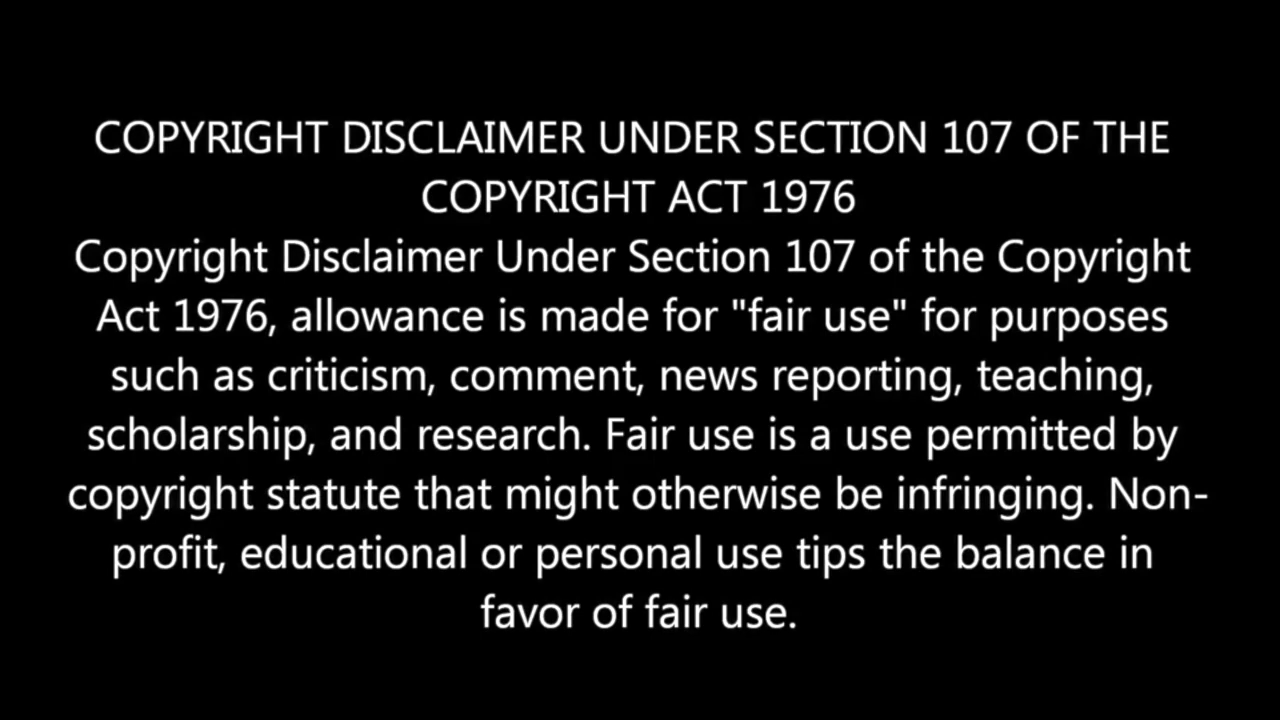 COPYRIGHT DISCLAIMER UNDER SECTION 107 OF THE
COPYRIGHT ACT 1976
Copyright Disclaimer Under Section 107 of the Copyright
Act 1976, allowance is made for "fair use" for purposes
such as criticism, comment, news reporting, teaching,
scholarship, and research. Fair use is a use permitted by
copyright statute that might otherwise be infringing. Non-
profit, educational or personal use tips the balance in
favor of fair use.